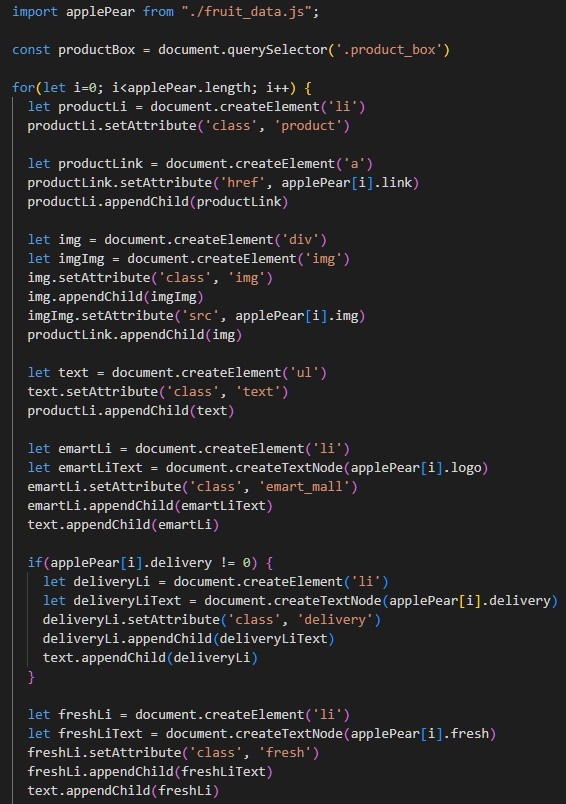 import applePear from "./fruit_data.js";
const productBox = document.querySelector('.product_box')
for(let i=0; i<applePear.length; i++) {
let productLi = document.createElement('li')
productLi.setAttribute('class', 'product')
let productLink = document.createElement('a')
productLink.setAttribute('href', applePear[i].link)
productLi.appendChild(productLink)
let img = document.createElement('div')
let imgImg = document.createElement('img')
img.setAttribute('class', 'img')
img.appendChild(imgImg)
imgImg.setAttribute('src', applePear[i].img)
productLink.appendChild(img)
let text = document.createElement('ul')
text.setAttribute('class', 'text')
productLi.appendChild(text)
let emartLi = document.createElement('li')
let emartLiText = document.createTextNode(applePear[i].logo)
emartLi.setAttribute('class', 'emart_mall')
emartLi.appendChild(emartLiText)
text.appendChild(emartLi)
if(applePear[i].delivery != 0) {
let deliveryLi = document.createElement('li')
let deliveryLiText = document.createTextNode(applePear[i].delivery)
deliveryLi.setAttribute('class', 'delivery')
deliveryLi.appendChild(deliveryLiText)
text.appendChild(deliveryLi)
}
let freshLi = document.createElement('li')
let freshLiText = document.createTextNode(applePear[i].fresh)
freshLi.setAttribute('class', 'fresh')
freshLi.appendChild(freshLiText)
text.appendChild(freshLi)